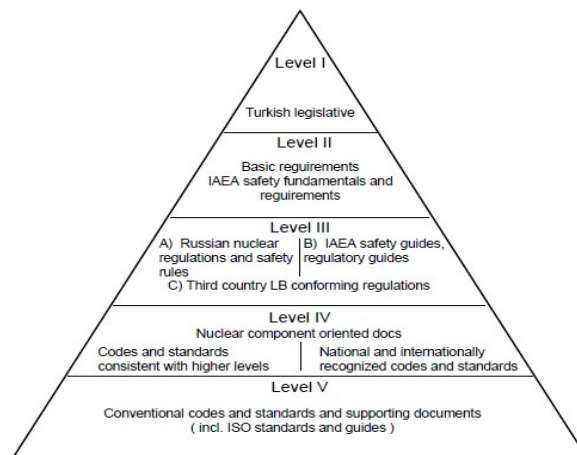 Level I
Turkish legislative
Level II
Basic reguirements
IAEA safety fundamentals and
reguirements
Level III
A) Russian nuclear
regulations and safety
rules
B) IAEA safety guides,
regulatory guides
C) Third country LB conforming regulations
Level IV
Nuclear component oriented docs
Codes and standards
consistent with higher levels
National and internationally
recognized codes and standards
Level V
Conventional codes and standards and supporting documents
( incl. ISO standards and guides )